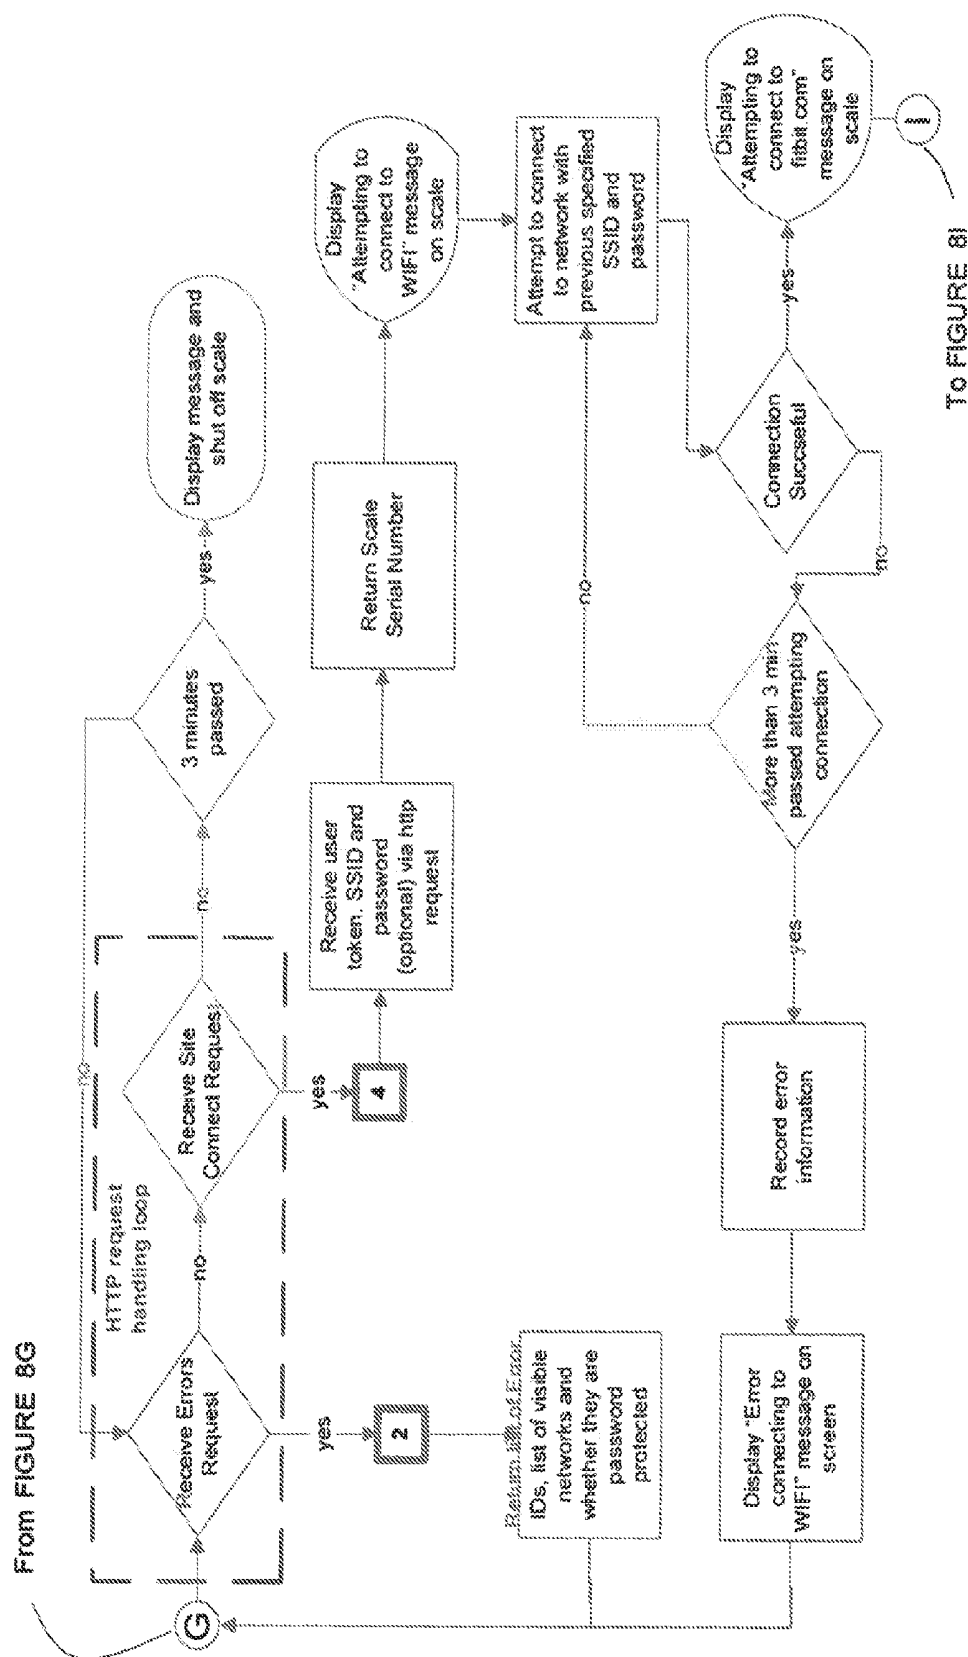 From FIGURE 8G
G
HTTP request
handling loop
Receive Errors
Request
no
Receive Site
Connect Request
no
3 minutes
passed
no
yes
Display message and
shut off scale
yes
2
Return list of Error
IDs, list of visible
networks and
whether they are
password
protected
yes
4
Receive user
token, SSID and
password
(optional) via http
request
Return Scale
Serial Number
Display
"Attempting to
connect to
WIFI" message
on scale
Attempt to connect
to network with
previous specified
SSID and
password
Connection
Succseful
yes
Display
"Attempting to
connect to
fitbit.com"
message on
scale
I
To FIGURE 8I
no
More than 3 min
passed attempting
connection
no
yes
Record error
information
Display "Error
connecting to
WIFI" message on
screen